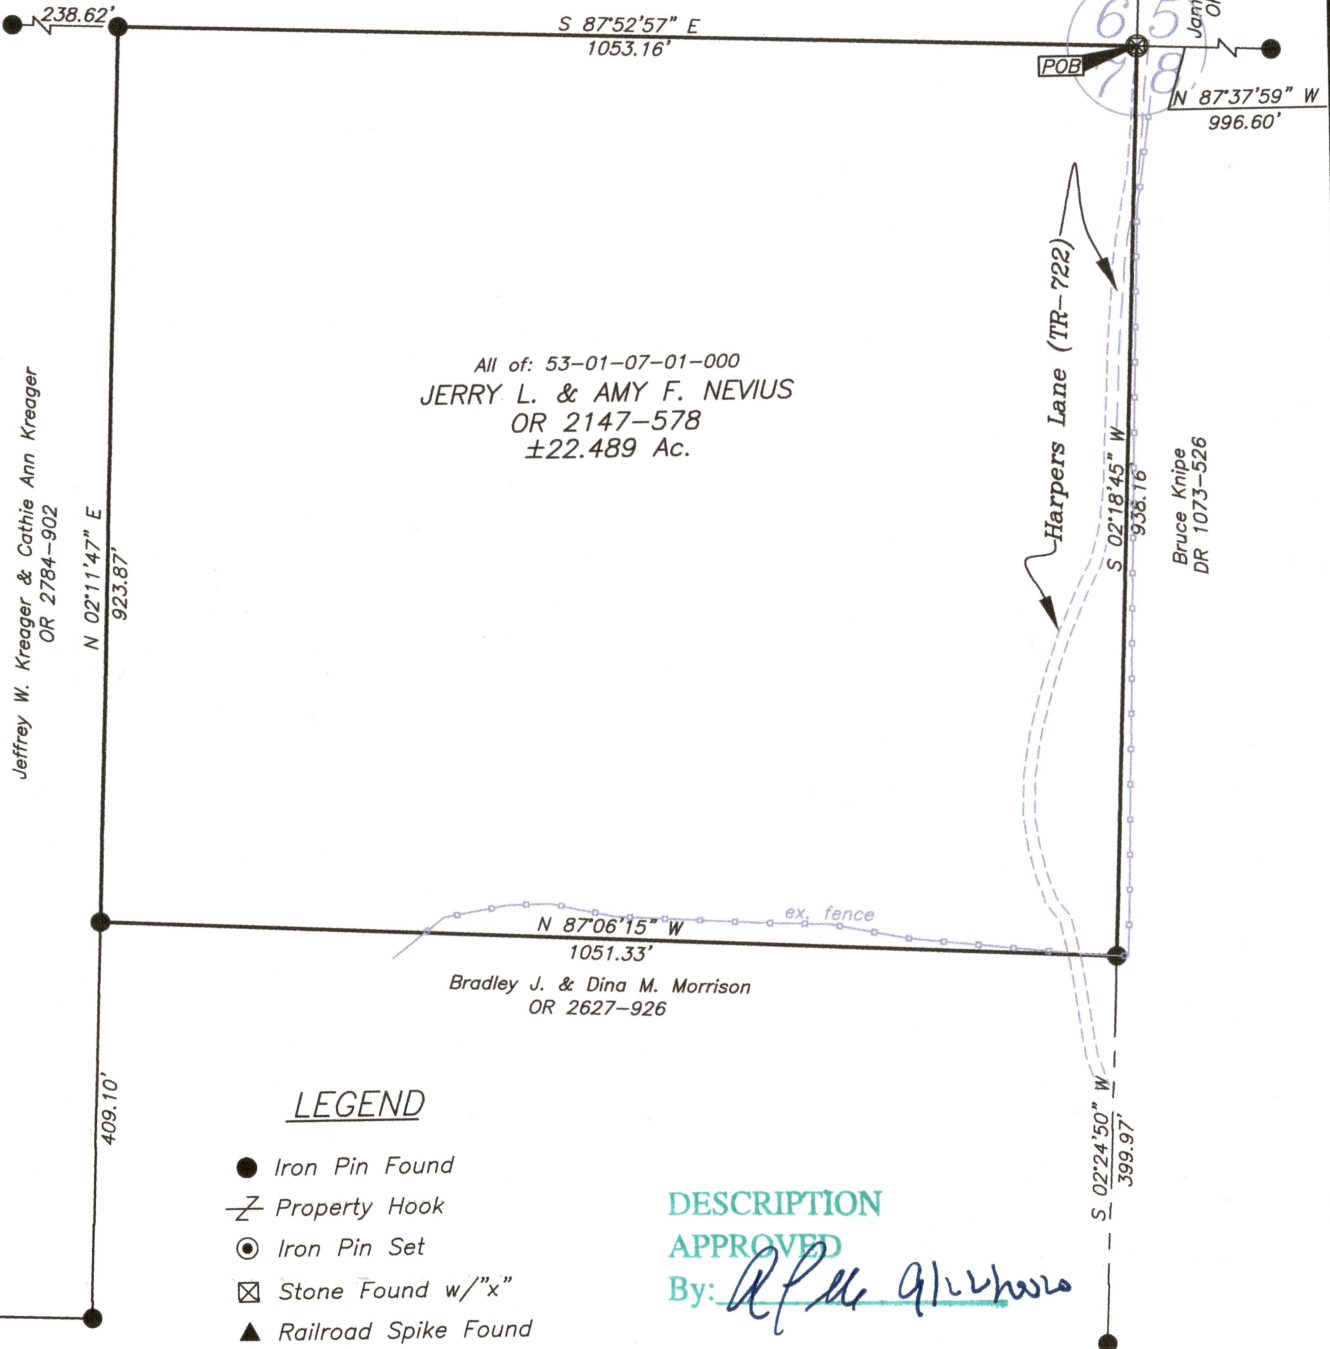 238.62'
S 87°52'57" E
1053.16'
6 5
7 8
POB
N 87°37'59" W
996.60'
All of: 53-01-07-01-000
JERRY L. & AMY F. NEVIUS
OR 2147-578
±22.489 Ac.
Harpers Lane (TR-722)
S 02°18'45" W
938.16'
Bruce Knipe
DR 1073-526
Jeffrey W. Kreager & Cathie Ann Kreager
OR 2784-902
N 02°11'47" E
923.87'
ex. fence
N 87°06'15" W
1051.33'
Bradley J. & Dina M. Morrison
OR 2627-926
409.10'
S 02°24'50" W
399.97'
LEGEND
Iron Pin Found
Property Hook
Iron Pin Set
Stone Found w/"x"
Railroad Spike Found
DESCRIPTION
APPROVED
By: